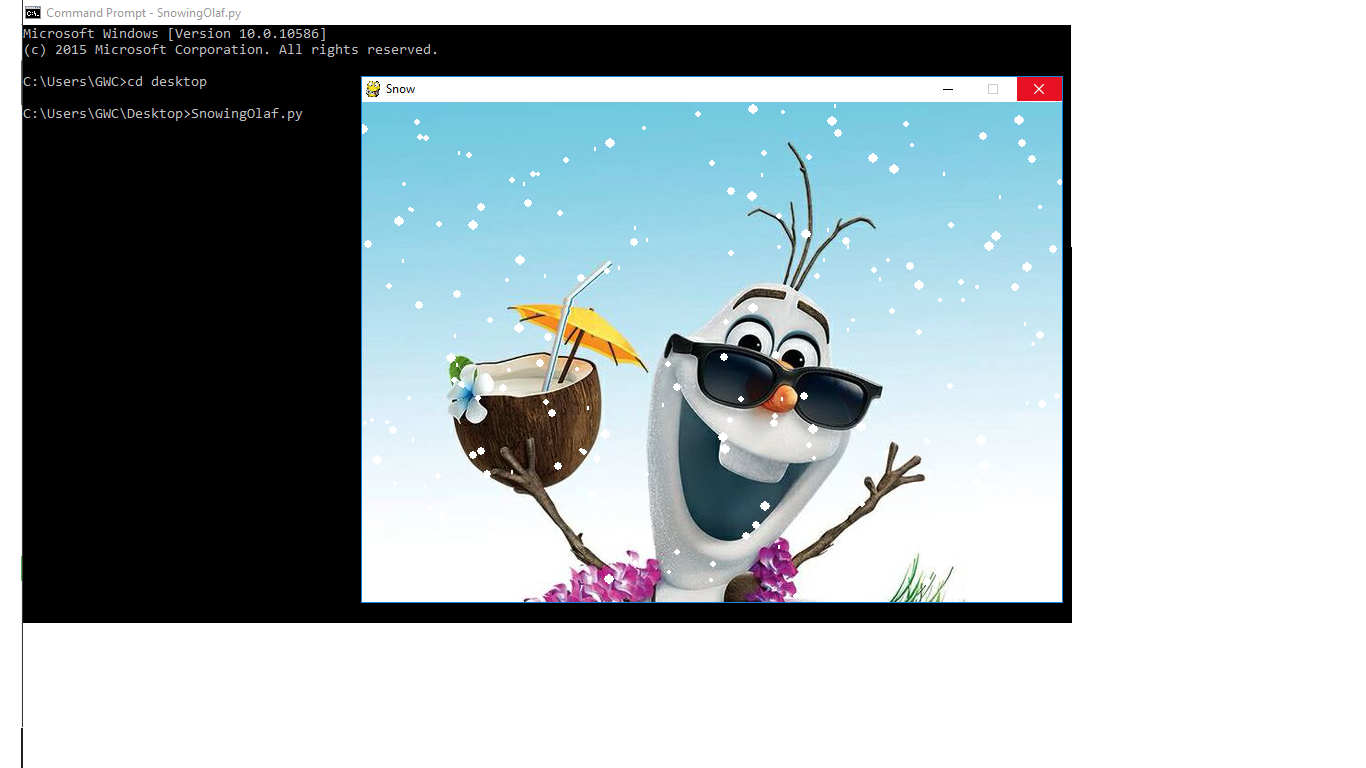 Command Prompt - SnowingOlaf.py
Microsoft Windows [Version 10.0.10586]
(c) 2015 Microsoft Corporation. All rights reserved.
C:\Users\GWC>cd desktop
Snow
C:\Users\GWC\Desktop>SnowingOlaf.py